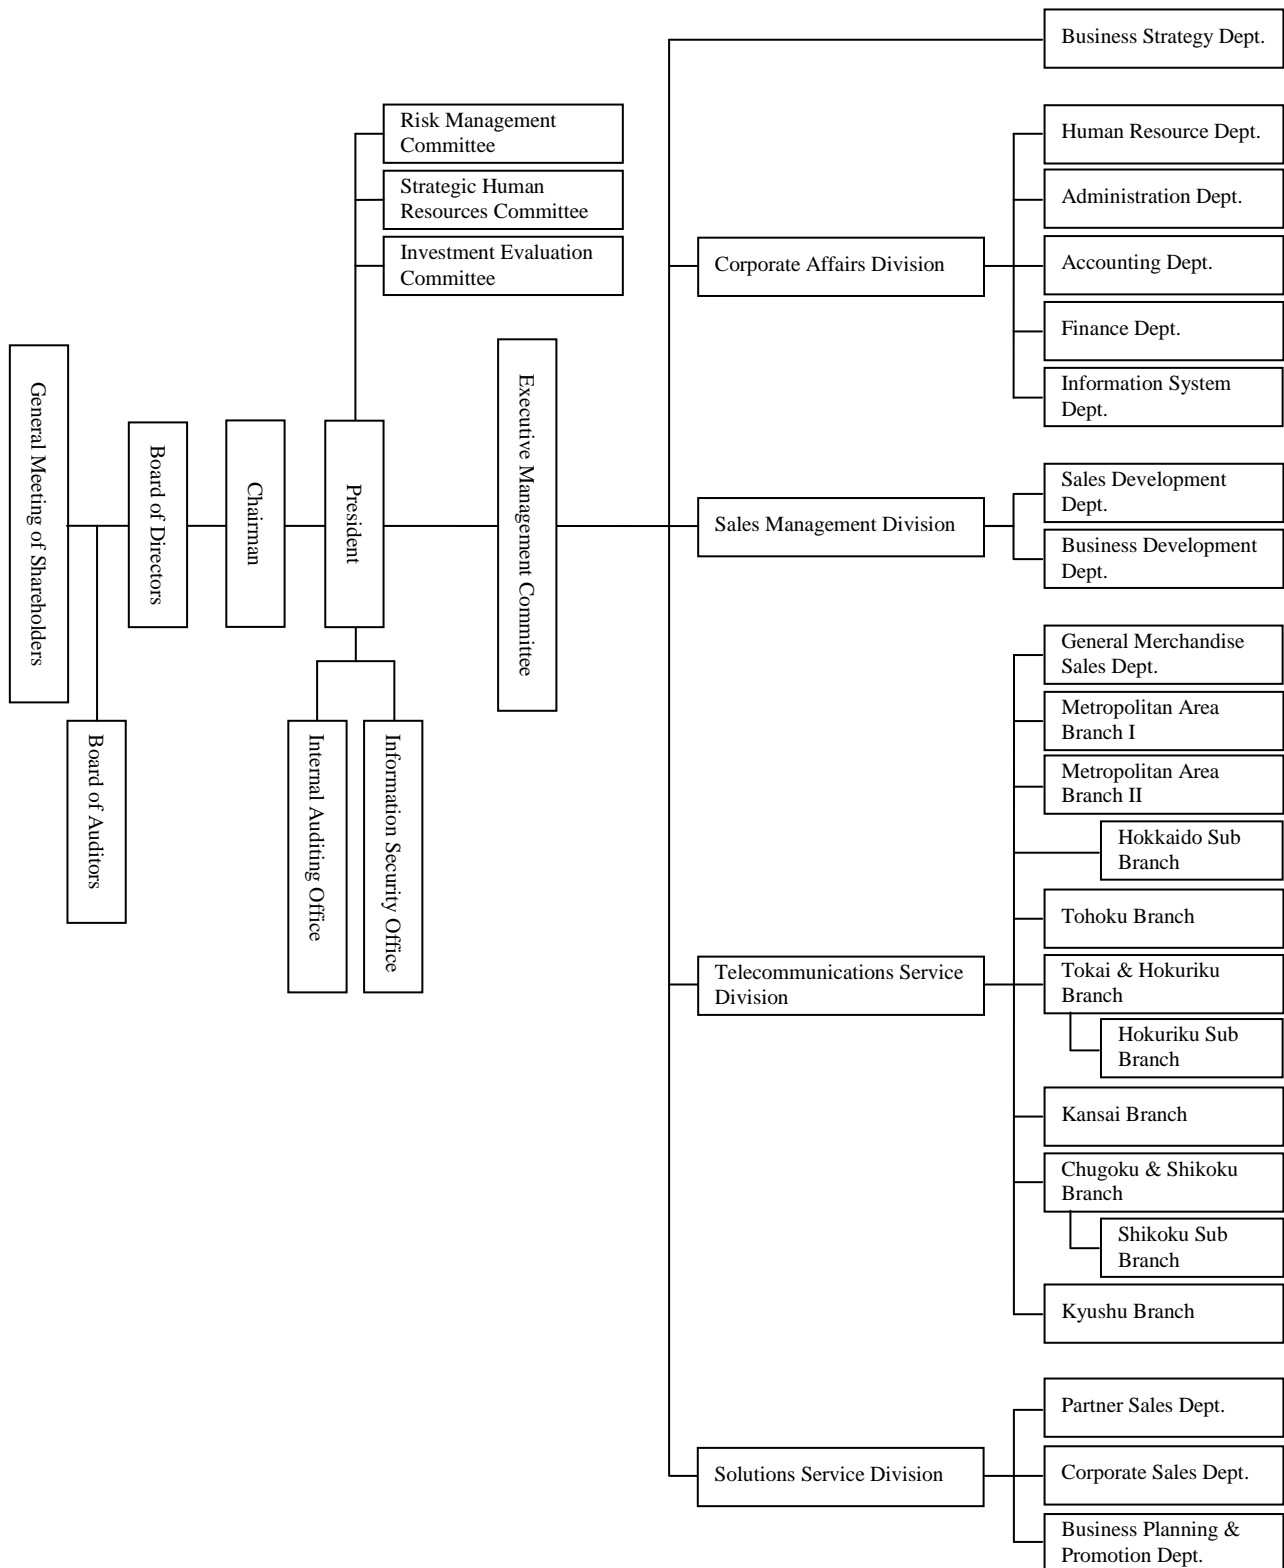 General Meeting of Shareholders
Board of Auditors
Board of Directors
Chairman
President
Risk Management
Committee
Strategic Human
Resources Committee
Investment Evaluation
Committee
Internal Auditing Office
Information Security Office
Executive Management Committee
Business Strategy Dept.
Corporate Affairs Division
Human Resource Dept.
Administration Dept.
Accounting Dept.
Finance Dept.
Information System
Dept.
Sales Management Division
Sales Development
Dept.
Business Development
Dept.
Telecommunications Service
Division
General Merchandise
Sales Dept.
Metropolitan Area
Branch I
Metropolitan Area
Branch II
Hokkaido Sub
Branch
Tohoku Branch
Tokai & Hokuriku
Branch
Hokuriku Sub
Branch
Kansai Branch
Chugoku & Shikoku
Branch
Shikoku Sub
Branch
Kyushu Branch
Solutions Service Division
Partner Sales Dept.
Corporate Sales Dept.
Business Planning &
Promotion Dept.